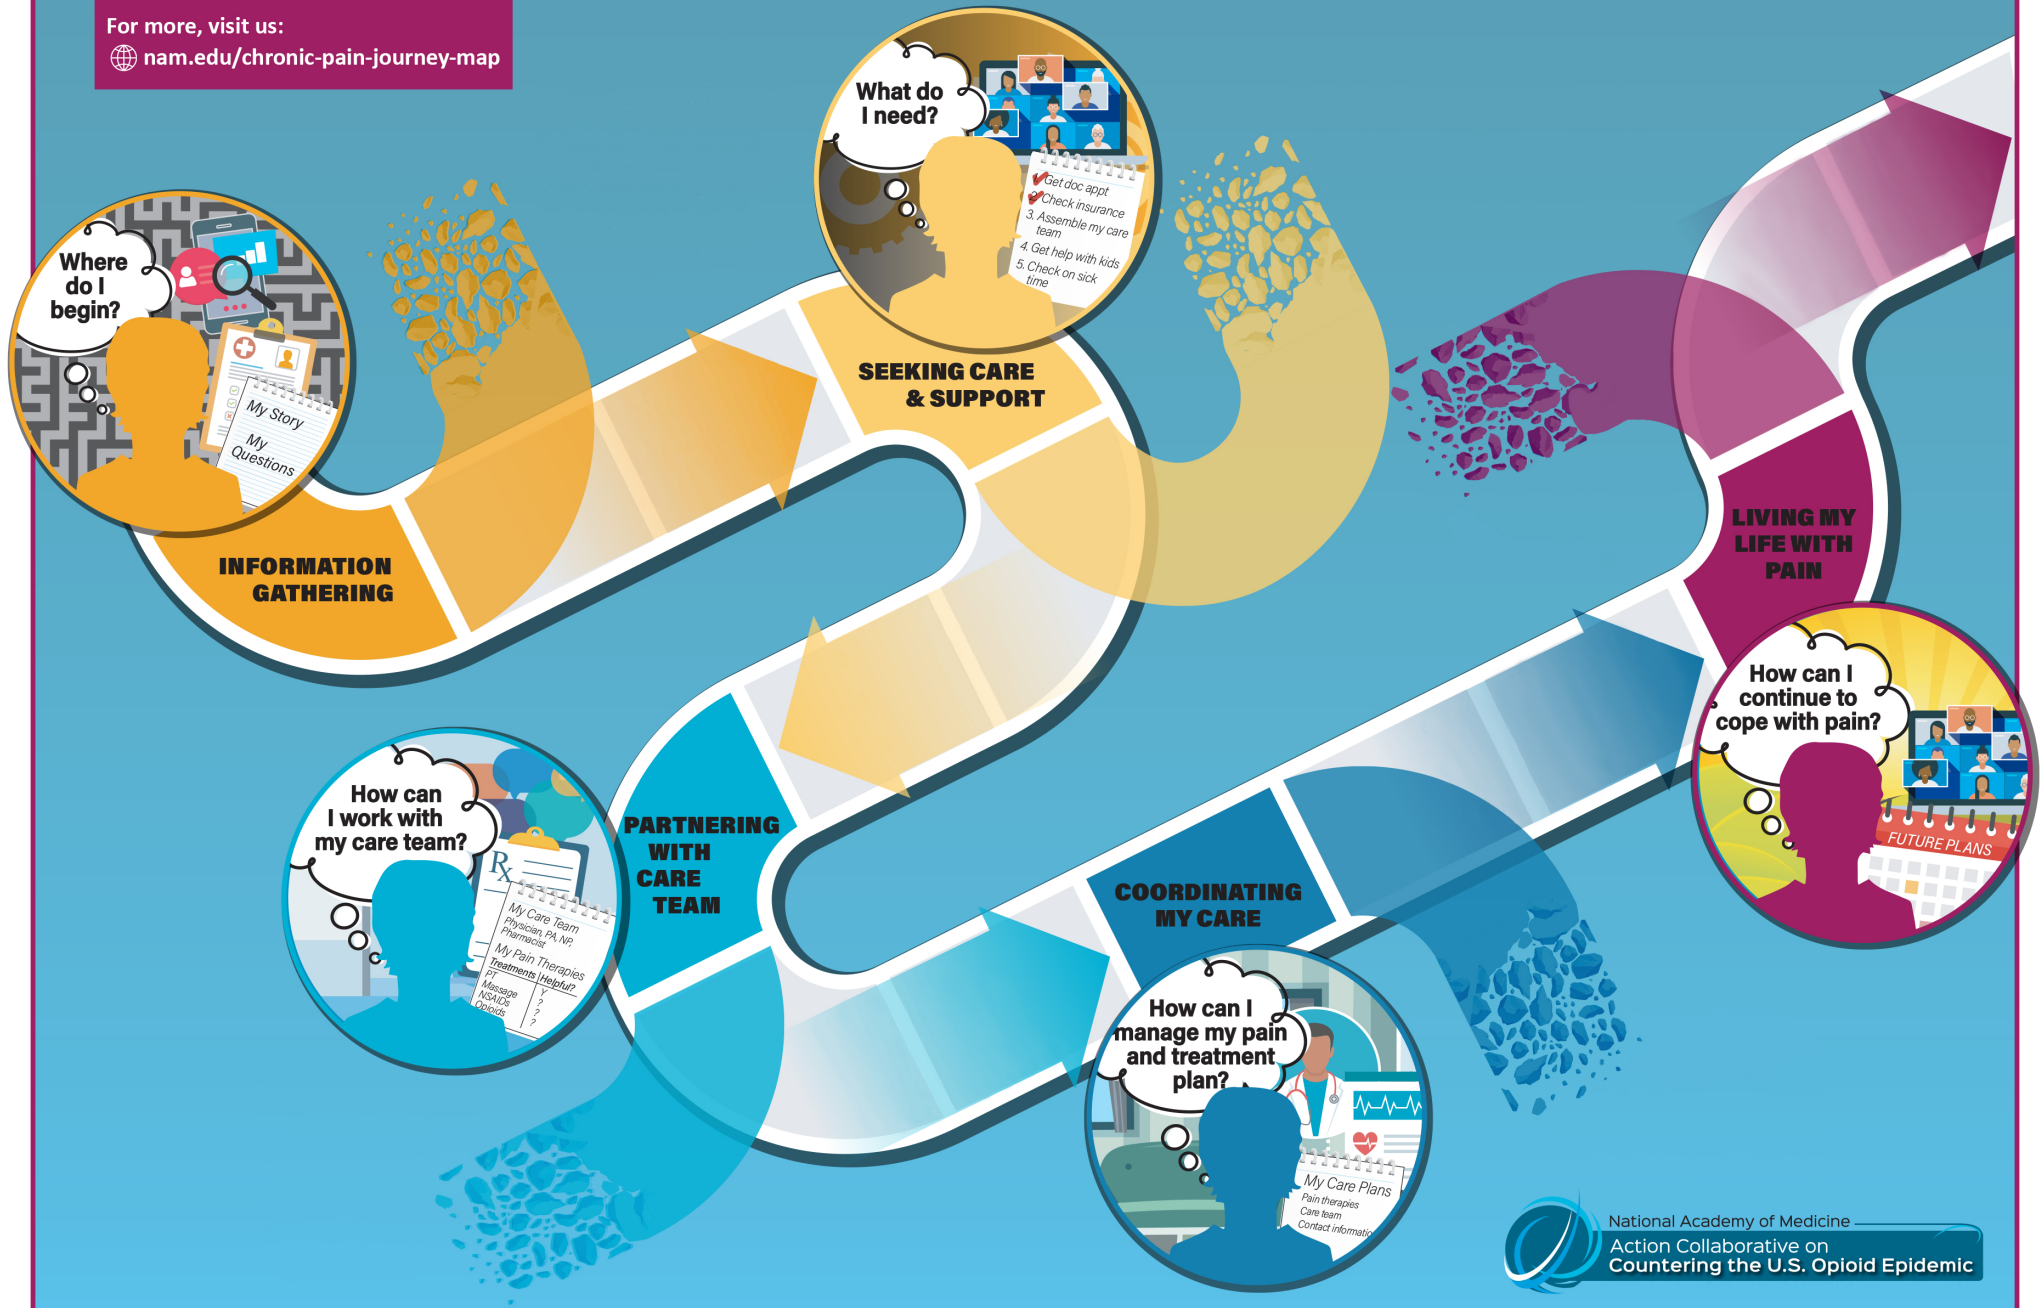 For more, visit us:
nam.edu/chronic-pain-journey-map
Where
do I
begin?
My Story
My
Questions
INFORMATION
GATHERING
What do
I need?
1. Get doc appt
2. Check insurance
3. Assemble my care
team
4. Get help with kids
5. Check on sick
time
SEEKING CARE
& SUPPORT
How can
I work with
my care team?
Rx
My Care Team
Physician, PA, NP,
Pharmacist
My Pain Therapies
Treatments Helpful?
PT Y
Massage ?
NSAIDs ?
Opioids ?
PARTNERING
WITH
CARE
TEAM
COORDINATING
MY CARE
How can I
manage my pain
and treatment
plan?
My Care Plans
Pain therapies
Care team
Contact informatio
LIVING MY
LIFE WITH
PAIN
How can I
continue to
cope with pain?
FUTURE PLANS
National Academy of Medicine
Action Collaborative on
Countering the U.S. Opioid Epidemic